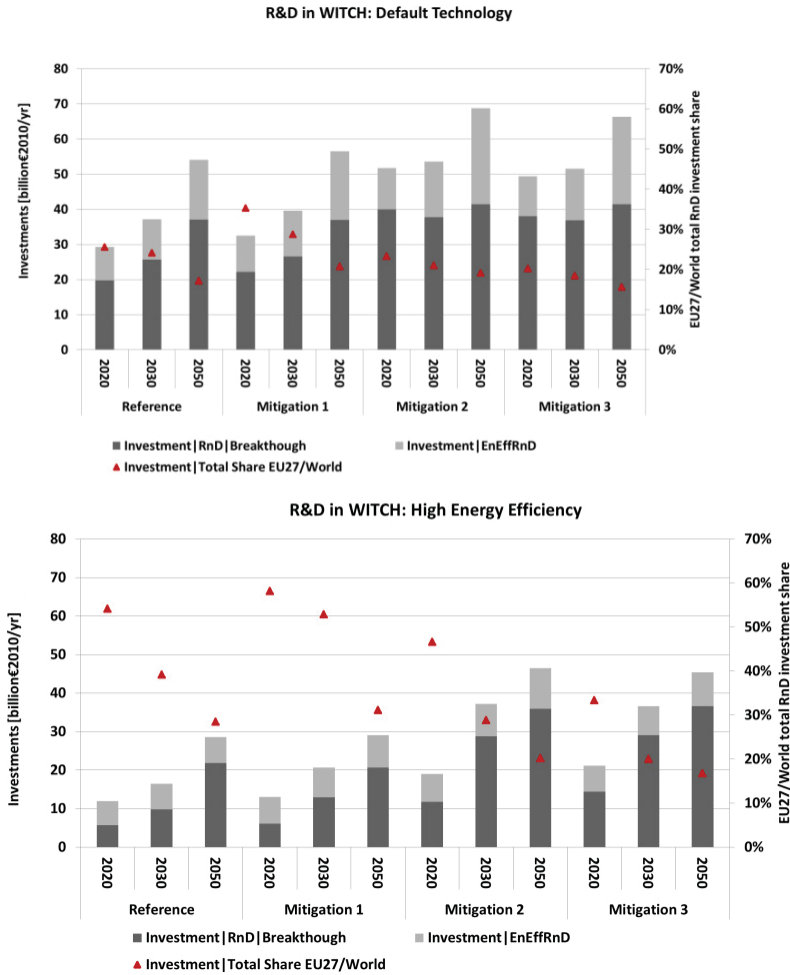 R&D in WITCH: Default Technology
Investments [billion€2010/yr]
80
70
60
50
40
30
20
10
0
70%
60%
50%
40%
30%
20%
10%
0%
EU27/World total RnD investment share
2020 2030 2050 2020 2030 2050 2020 2030 2050 2020 2030 2050
Reference Mitigation 1 Mitigation 2 Mitigation 3
Investment|RnD|Breakthough Investment|EnEffRnD
Investment|Total Share EU27/World
R&D in WITCH: High Energy Efficiency
Investments [billion€2010/yr]
80
70
60
50
40
30
20
10
0
70%
60%
50%
40%
30%
20%
10%
0%
EU27/World total RnD investment share
2020 2030 2050 2020 2030 2050 2020 2030 2050 2020 2030 2050
Reference Mitigation 1 Mitigation 2 Mitigation 3
Investment|RnD|Breakthough Investment|EnEffRnD
Investment|Total Share EU27/World